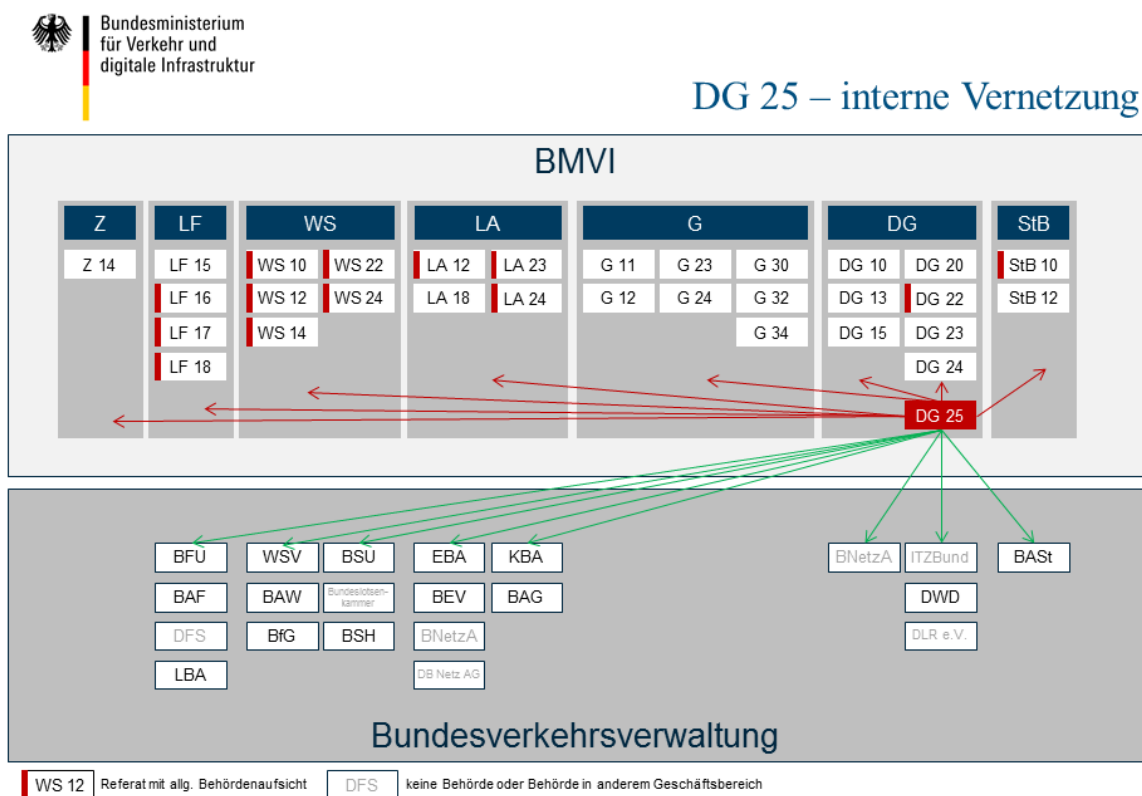 Bundesministerium
für Verkehr und
digitale Infrastruktur
DG 25 – interne Vernetzung
BMVI
Z LF WS LA G DG StB
Z 14 LF 15 WS 10 WS 22 LA 12 LA 23 G 11 G 23 G 30 DG 10 DG 20 StB 10
LF 16 WS 12 WS 24 LA 18 LA 24 G 12 G 24 G 32 DG 13 DG 22 StB 12
LF 17 WS 14 G 34 DG 15 DG 23
LF 18 DG 24
DG 25
BFU WSV BSU EBA KBA BNetzA ITZBund BASt
BAF BAW Bundeslotsen-
kammer BEV BAG DWD
DFS BfG BSH BNetzA DLR e.V.
LBA DB Netz AG
Bundesverkehrsverwaltung
WS 12 Referat mit allg. Behördenaufsicht DFS keine Behörde oder Behörde in anderem Geschäftsbereich